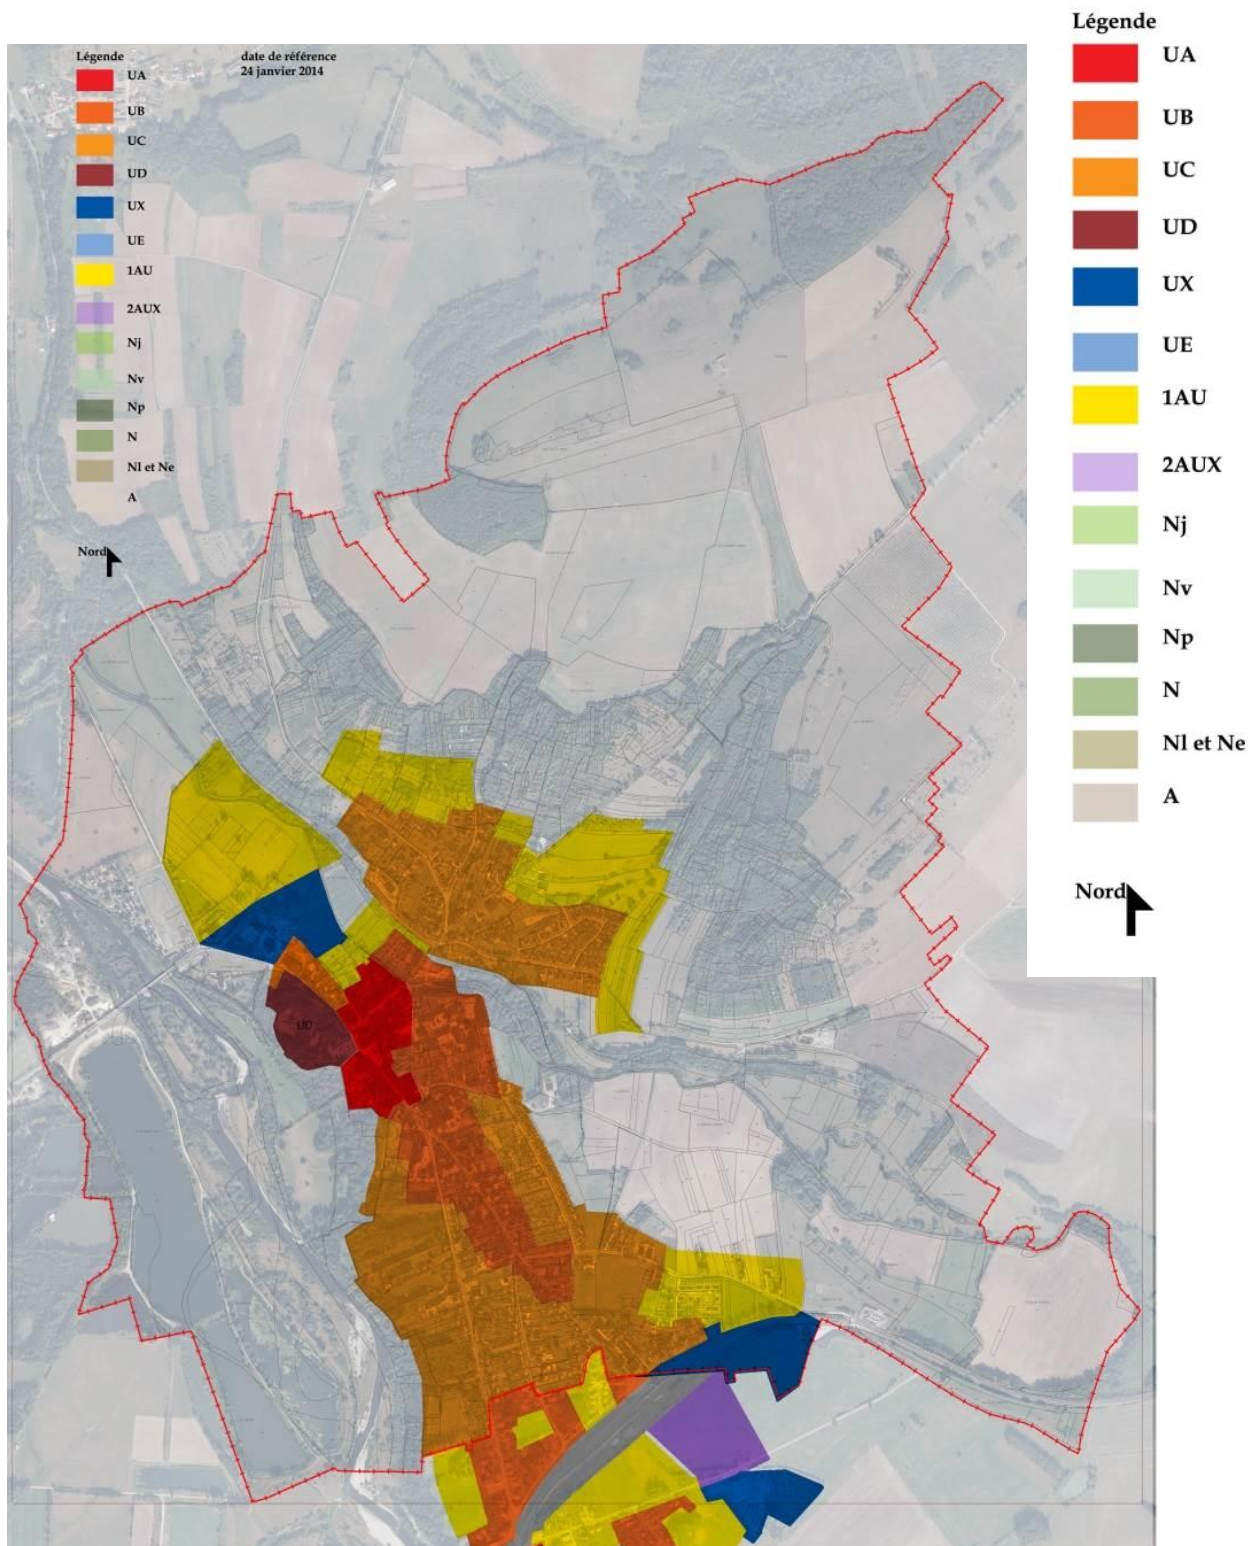 Légende
UA
UB
UC
UD
UX
UE
1AU
2AUX
Nj
Nv
Np
N
Nl et Ne
A
Nord
date de référence
24 janvier 2014
UD
Légende
UA
UB
UC
UD
UX
UE
1AU
2AUX
Nj
Nv
Np
N
Nl et Ne
A
Nord